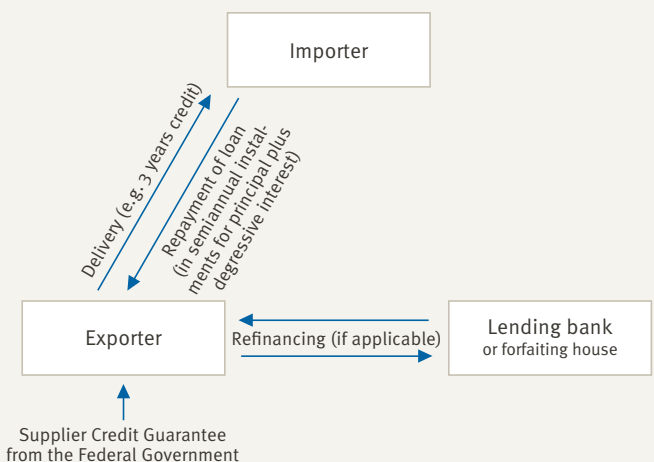 Importer
Delivery (e.g. 3 years credit)
Repayment of loan
(in semiannual instal-
ments for principal plus
degressive interest)
Exporter
Refinancing (if applicable)
Lending bank
or forfaiting house
Supplier Credit Guarantee
from the Federal Government